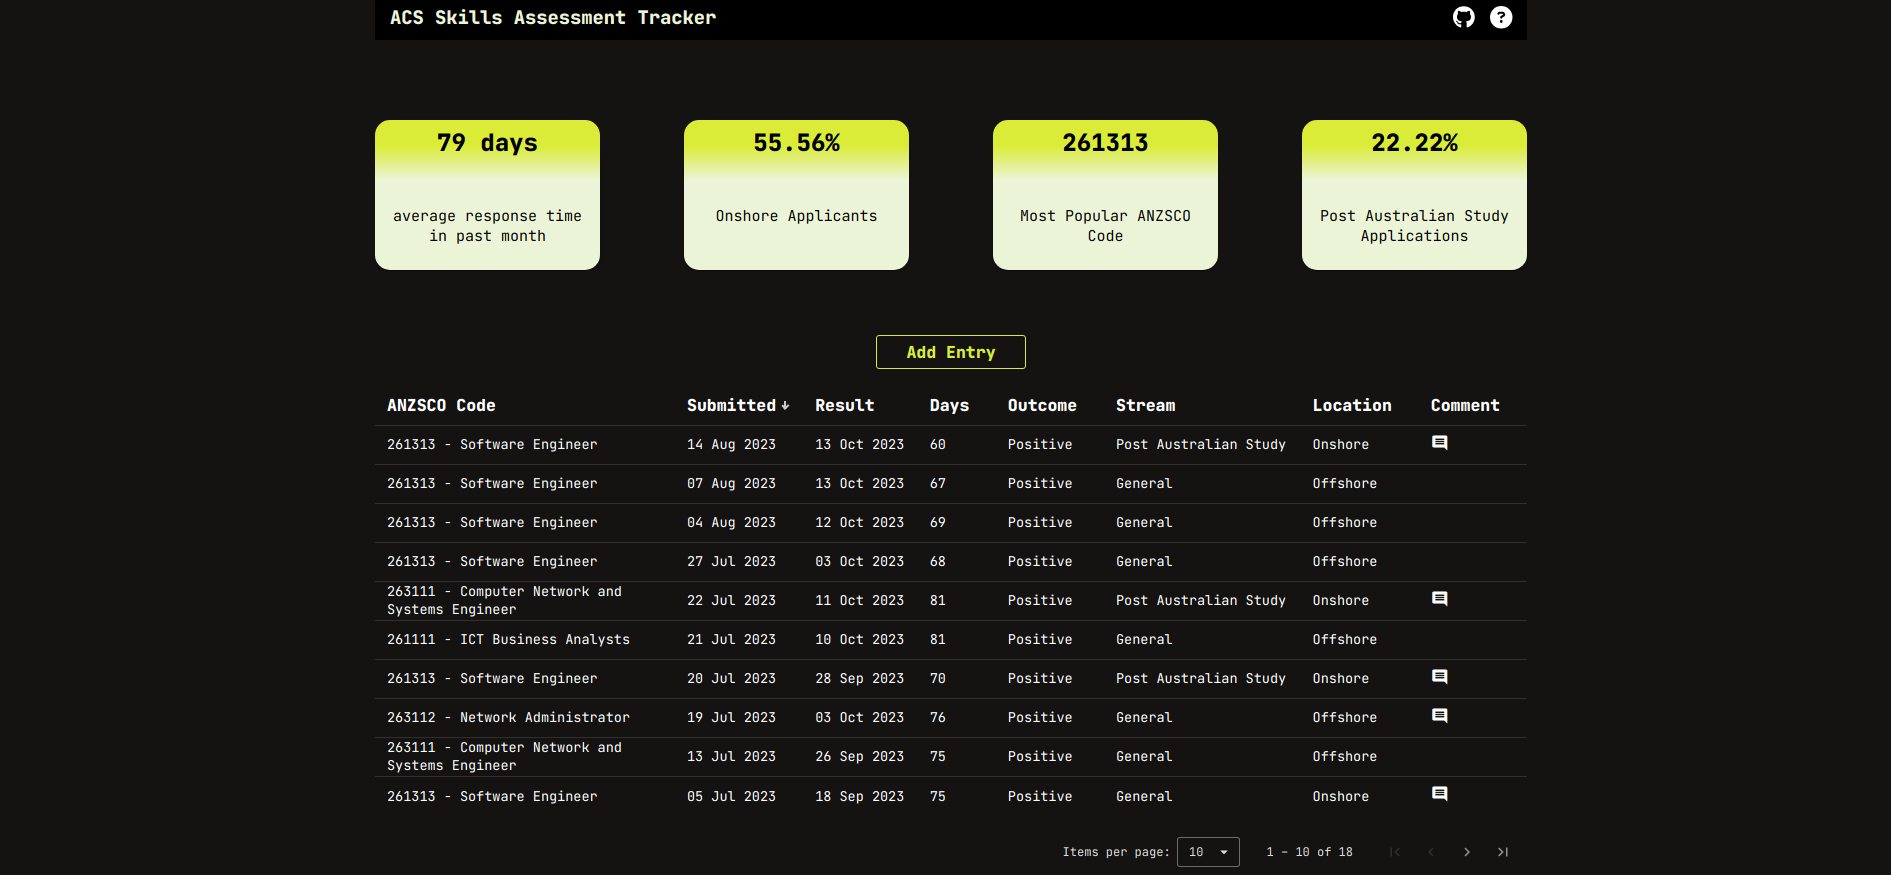 ACS Skills Assessment Tracker
79 days
average response time
in past month
55.56%
Onshore Applicants
261313
Most Popular ANZSCO
Code
22.22%
Post Australian Study
Applications
Add Entry
ANZSCO Code Submitted Result Days Outcome Stream Location Comment
261313 - Software Engineer 14 Aug 2023 13 Oct 2023 60 Positive Post Australian Study Onshore
261313 - Software Engineer 07 Aug 2023 13 Oct 2023 67 Positive General Offshore
261313 - Software Engineer 04 Aug 2023 12 Oct 2023 69 Positive General Offshore
261313 - Software Engineer 27 Jul 2023 03 Oct 2023 68 Positive General Offshore
263111 - Computer Network and
Systems Engineer 22 Jul 2023 11 Oct 2023 81 Positive Post Australian Study Onshore
261111 - ICT Business Analysts 21 Jul 2023 10 Oct 2023 81 Positive General Offshore
261313 - Software Engineer 20 Jul 2023 28 Sep 2023 70 Positive Post Australian Study Onshore
263112 - Network Administrator 19 Jul 2023 03 Oct 2023 76 Positive General Offshore
263111 - Computer Network and
Systems Engineer 13 Jul 2023 26 Sep 2023 75 Positive General Offshore
261313 - Software Engineer 05 Jul 2023 18 Sep 2023 75 Positive General Onshore
Items per page: 10 1 – 10 of 18